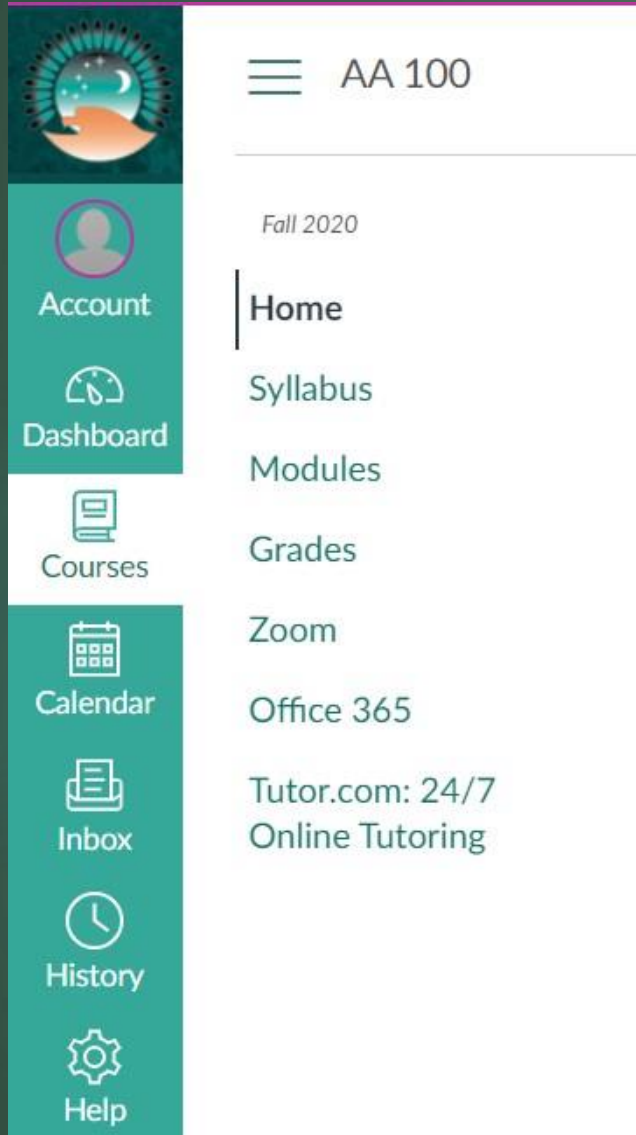 AA 100
Fall 2020
Account
Dashboard
Courses
Calendar
Inbox
History
Help
Home
Syllabus
Modules
Grades
Zoom
Office 365
Tutor.com: 24/7
Online Tutoring